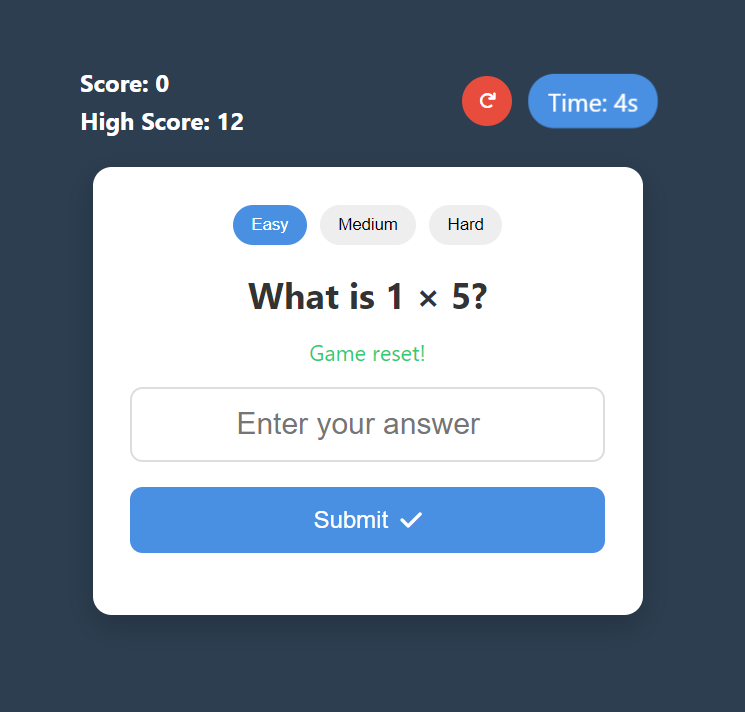 Score: 0
High Score: 12
Time: 4s
Easy Medium Hard
What is 1 × 5?
Game reset!
Enter your answer
Submit